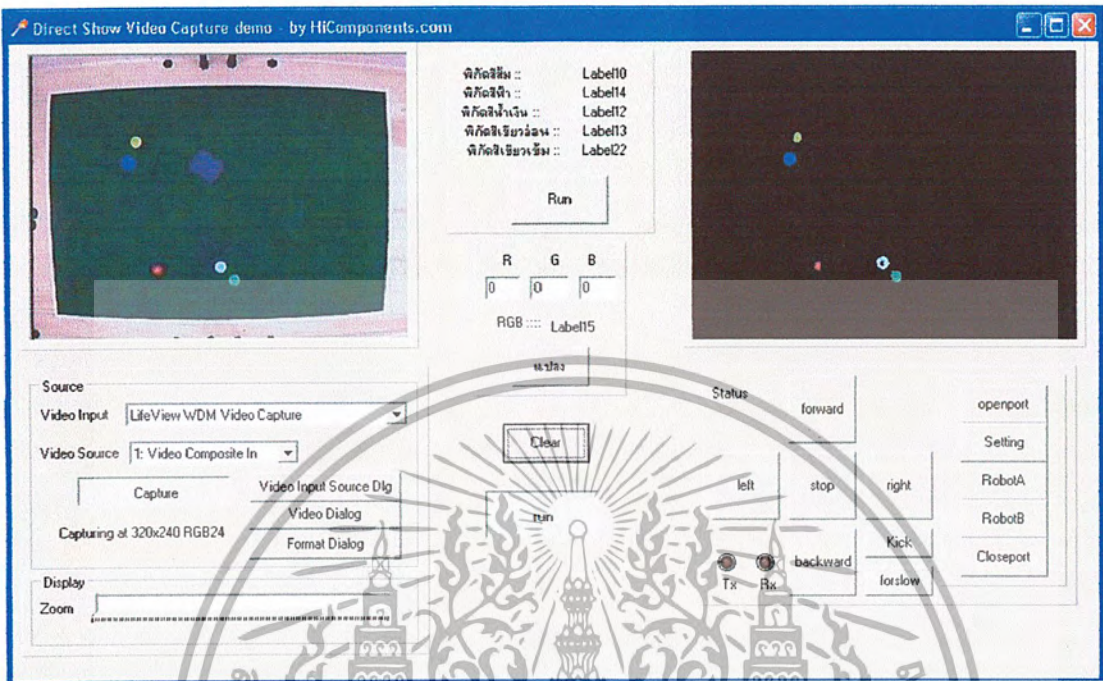 Direct Show Video Capture demo - by HiComponents.com
พิกัดสีส้ม :: Label10
พิกัดสีฟ้า :: Label14
พิกัดสีน้ำเงิน :: Label12
พิกัดสีเขียวอ่อน :: Label13
พิกัดสีเขียวเข้ม :: Label22
Run
R G B
0 0 0
RGB :::: Label15
แปลง
Clear
run
Source
Video Input LifeView WDM Video Capture
Video Source 1: Video Composite In
Capture
Video Input Source Dlg
Video Dialog
Capturing at 320x240 RGB24
Format Dialog
Display
Zoom
Status
forward
left
stop
right
backward
Kick
forslow
Tx Rx
openport
Setting
RobotA
RobotB
Closeport